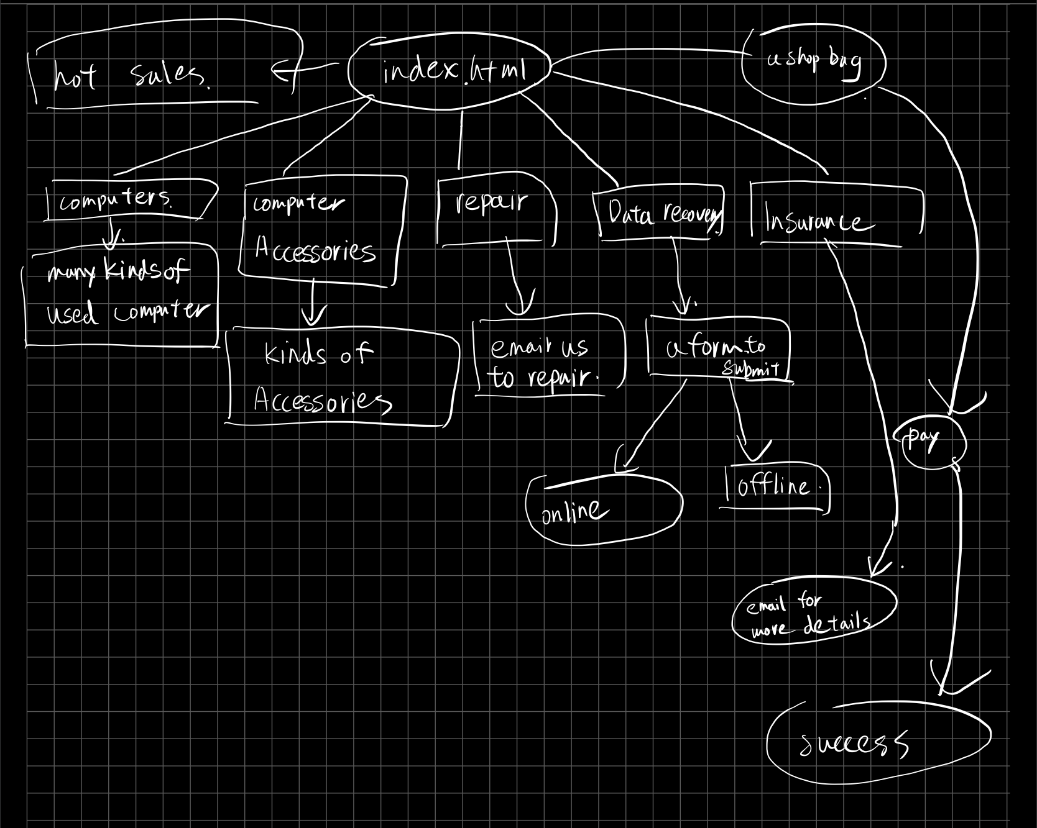 hot sales.
index.html
a shop bag
computers.
computer
Accessories
repair
Data recovery
Insurance
many kinds of
used computer
kinds of
Accessories
email us
to repair.
a form to
submit
pay
online
offline.
email for
more details
success